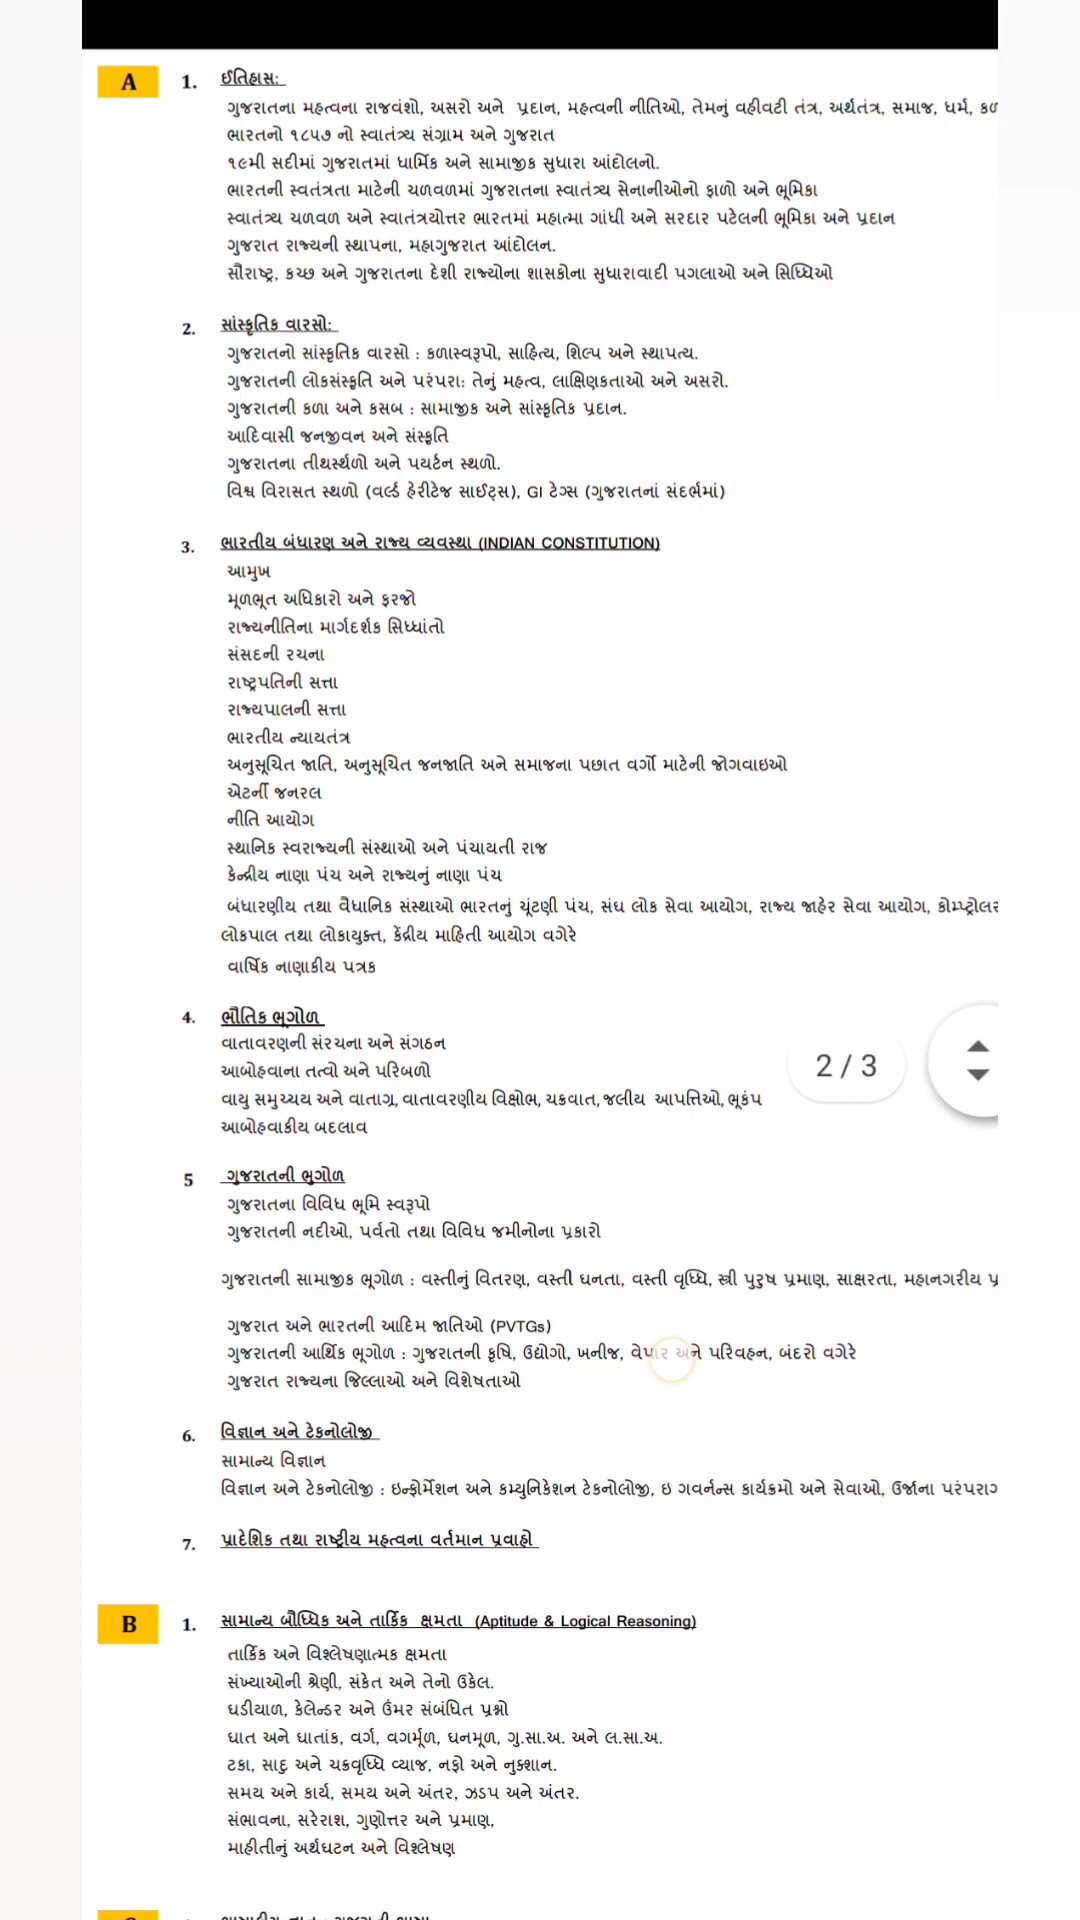 A 1. ઈતિહાસ:
ગુજરાતના મહત્વના રાજવંશો, અસરો અને પ્રદાન, મહત્વની નીતિઓ, તેમનું વહીવટી તંત્ર, અર્થતંત્ર, સમાજ, ધર્મ,
ભારતનો ૧૮૫૭ નો સ્વાતંત્ર્ય સંગ્રામ અને ગુજરાત
૧૯મી સદીમાં ગુજરાતમાં ધાર્મિક અને સામાજીક સુધારા આંદોલનો.
ભારતની સ્વતંત્રતા માટેની ચળવળમાં ગુજરાતના સ્વાતંત્ર્ય સેનાનીઓનો ફાળો અને ભૂમિકા
સ્વાતંત્ર્ય ચળવળ અને સ્વાતંત્રયોત્તર ભારતમાં મહાત્મા ગાંધી અને સરદાર પટેલની ભૂમિકા અને પ્રદાન
ગુજરાત રાજ્યની સ્થાપના, મહાગુજરાત આંદોલન.
સૌરાષ્ટ્ર, કચ્છ અને ગુજરાતના દેશી રાજ્યોના શાસકોના સુધારાવાદી પગલાઓ અને સિધ્ધિઓ
2. સાંસ્કૃતિક વારસો:
ગુજરાતનો સાંસ્કૃતિક વારસો : કળાસ્વરૂપો, સાહિત્ય, શિલ્પ અને સ્થાપત્ય.
ગુજરાતની લોકસંસ્કૃતિ અને પરંપરા: તેનું મહત્વ, લાક્ષિણકતાઓ અને અસરો.
ગુજરાતની કળા અને કસબ : સામાજીક અને સાંસ્કૃતિક પ્રદાન.
આદિવાસી જનજીવન અને સંસ્કૃતિ
ગુજરાતના તીથર્સ્થળો અને પયર્ટન સ્થળો.
વિશ્વ વિરાસત સ્થળો (વર્લ્ડ હેરીટેજ સાઈટ્સ), GI ટેગ્સ (ગુજરાતનાં સંદર્ભમાં)
3. ભારતીય બંધારણ અને રાજ્ય વ્યવસ્થા (INDIAN CONSTITUTION)
આમુખ
મૂળભૂત અધિકારો અને ફરજો
રાજ્યનીતિના માર્ગદર્શક સિધ્ધાંતો
સંસદની રચના
રાષ્ટ્રપતિની સત્તા
રાજ્યપાલની સત્તા
ભારતીય ન્યાયતંત્ર
અનુસૂચિત જાતિ, અનુસૂચિત જનજાતિ અને સમાજના પછાત વર્ગો માટેની જોગવાઇઓ
એટર્ની જનરલ
નીતિ આયોગ
સ્થાનિક સ્વરાજ્યની સંસ્થાઓ અને પંચાયતી રાજ
કેન્દ્રીય નાણા પંચ અને રાજ્યનું નાણા પંચ
બંધારણીય તથા વૈધાનિક સંસ્થાઓ ભારતનું ચૂંટણી પંચ, સંઘ લોક સેવા આયોગ, રાજ્ય જાહેર સેવા આયોગ, કોમ્પ્ટ્રોલર
લોકપાલ તથા લોકાયુક્ત, કેંદ્રીય માહિતી આયોગ વગેરે
વાર્ષિક નાણાકીય પત્રક
4. ભૌતિક ભૂગોળ
વાતાવરણની સંરચના અને સંગઠન
આબોહવાના તત્વો અને પરિબળો
વાયુ સમુચ્ચય અને વાતાગ્ર, વાતાવરણીય વિક્ષોભ, ચક્રવાત, જલીય આપત્તિઓ, ભૂકંપ
આબોહવાકીય બદલાવ
2 / 3
5 ગુજરાતની ભુગોળ
ગુજરાતના વિવિધ ભૂમિ સ્વરૂપો
ગુજરાતની નદીઓ, પર્વતો તથા વિવિધ જમીનોના પ્રકારો
ગુજરાતની સામાજીક ભૂગોળ : વસ્તીનું વિતરણ, વસ્તી ઘનતા, વસ્તી વૃધ્ધિ, સ્ત્રી પુરુષ પ્રમાણ, સાક્ષરતા, મહાનગરીય
ગુજરાત અને ભારતની આદિમ જાતિઓ (PVTGs)
ગુજરાતની આર્થિક ભૂગોળ : ગુજરાતની કૃષિ, ઉદ્યોગો, ખનીજ, વેપાર અને પરિવહન, બંદરો વગેરે
ગુજરાત રાજ્યના જિલ્લાઓ અને વિશેષતાઓ
6. વિજ્ઞાન અને ટેકનોલોજી
સામાન્ય વિજ્ઞાન
વિજ્ઞાન અને ટેકનોલોજી : ઇન્ફોર્મેશન અને કમ્યુનિકેશન ટેકનોલોજી, ઇ ગવર્નન્સ કાર્યક્રમો અને સેવાઓ, ઉર્જાના
7. પ્રાદેશિક તથા રાષ્ટ્રીય મહત્વના વર્તમાન પ્રવાહો
B 1. સામાન્ય બૌધ્ધિક અને તાર્કિક ક્ષમતા (Aptitude & Logical Reasoning)
તાર્કિક અને વિશ્લેષણાત્મક ક્ષમતા
સંખ્યાઓની શ્રેણી, સંકેત અને તેનો ઉકેલ.
ઘડીયાળ, કેલેન્ડર અને ઉંમર સંબંધિત પ્રશ્નો
ઘાત અને ઘાતાંક, વર્ગ, વગર્મૂળ, ઘનમૂળ, ગુ.સા.અ. અને લ.સા.અ.
ટકા, સાદુ અને ચક્રવૃધ્ધિ વ્યાજ, નફો અને નુક્શાન.
સમય અને કાર્ય, સમય અને અંતર, ઝડપ અને અંતર.
સંભાવના, સરેરાશ, ગુણોત્તર અને પ્રમાણ,
માહીતીનું અર્થઘટન અને વિશ્લેષણ